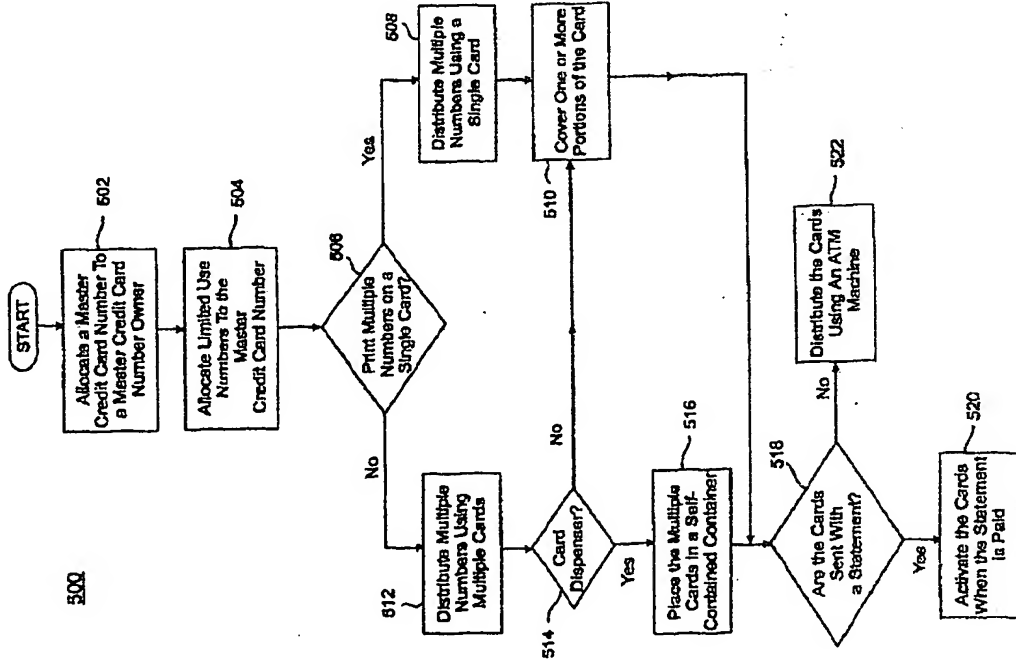 500
START
502
Allocate a Master
Credit Card Number To
a Master Credit Card
Number Owner
504
Allocate Limited Use
Numbers To the
Master
Credit Card Number
506
Print Multiple
Numbers on a
Single Card?
Yes
508
Distribute Multiple
Numbers Using a
Single Card
510
Cover One or More
Portions of the Card
No
512
Distribute Multiple
Numbers Using
Multiple Cards
514
Card
Dispenser?
No
Yes
516
Place the Multiple
Cards in a Self-
Contained Container
518
Are the Cards
Sent With
a Statement?
No
522
Distribute the Cards
Using An ATM
Machine
Yes
520
Activate the Cards
When the Statement
is Paid